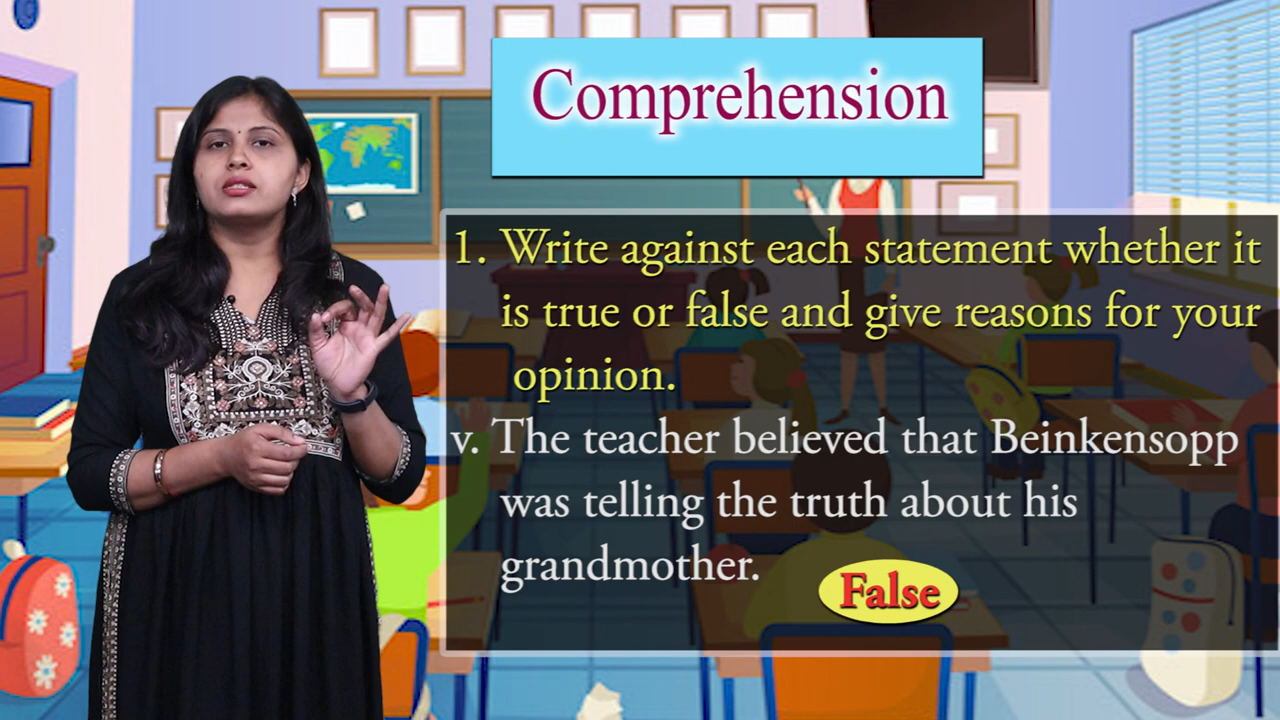 Comprehension
1. Write against each statement whether it
is true or false and give reasons for your
opinion.
v. The teacher believed that Beinkensopp
was telling the truth about his
grandmother.
False